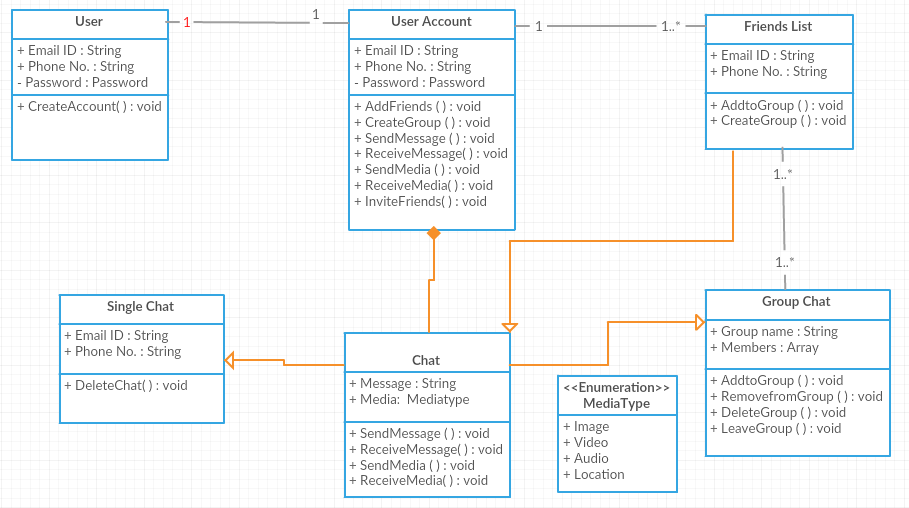 User
+ Email ID : String
+ Phone No. : String
- Password : Password
+ CreateAccount( ) : void
1
1
User Account
+ Email ID : String
+ Phone No. : String
- Password : Password
+ AddFriends ( ) : void
+ CreateGroup ( ) : void
+ SendMessage ( ) : void
+ ReceiveMessage( ) : void
+ SendMedia ( ) : void
+ ReceiveMedia( ) : void
+ InviteFriends( ) : void
1
1..*
Friends List
+ Email ID : String
+ Phone No. : String
+ AddtoGroup ( ) : void
+ CreateGroup ( ) : void
1..*
1..*
Single Chat
+ Email ID : String
+ Phone No. : String
+ DeleteChat( ) : void
Chat
+ Message : String
+ Media: Mediatype
+ SendMessage ( ) : void
+ ReceiveMessage( ) : void
+ SendMedia ( ) : void
+ ReceiveMedia( ) : void
<<Enumeration>>
MediaType
+ Image
+ Video
+ Audio
+ Location
Group Chat
+ Group name : String
+ Members : Array
+ AddtoGroup ( ) : void
+ RemovefromGroup ( ) : void
+ DeleteGroup ( ) : void
+ LeaveGroup ( ) : void